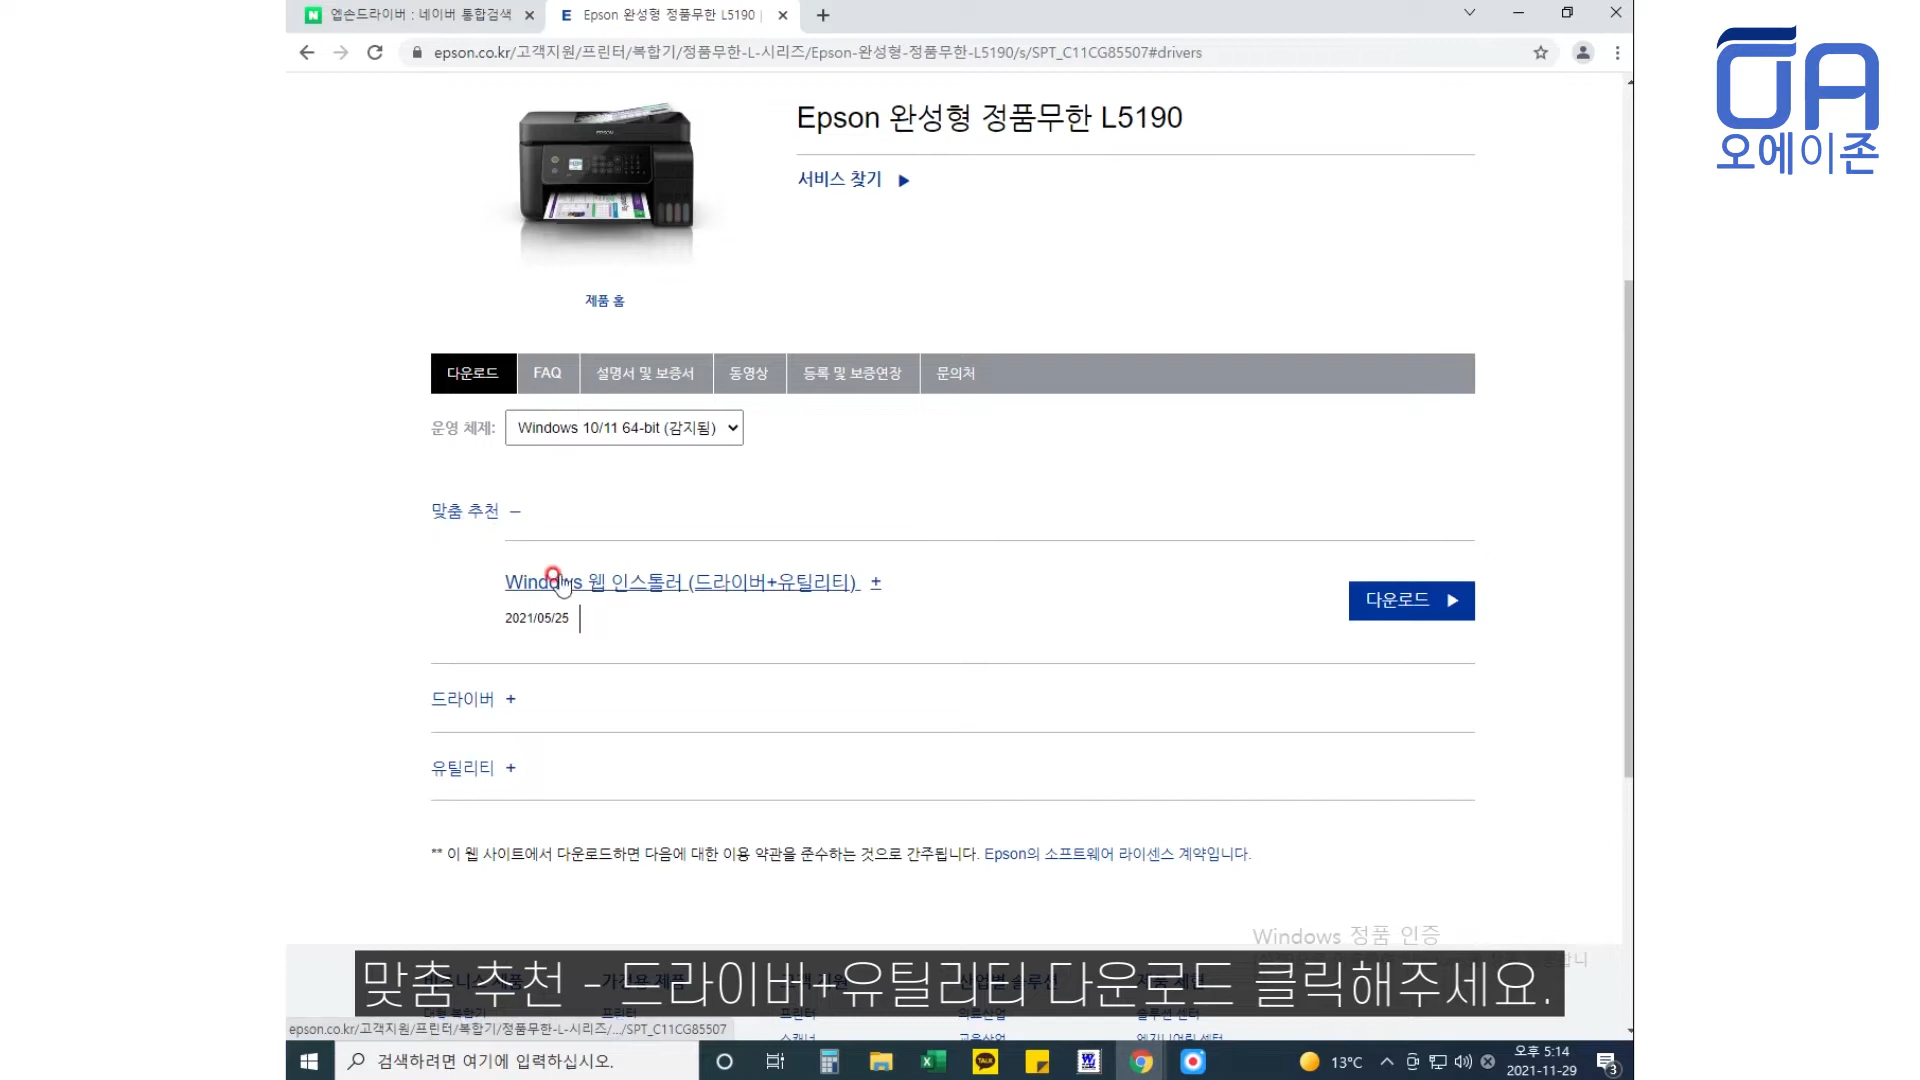 엡손드라이버 : 네이버 통합검색
Epson 완성형 정품무한 L5190 |
epson.co.kr/고객지원/프린터/복합기/정품무한-L-시리즈/Epson-완성형-정품무한-L5190/s/SPT_C11CG85507#drivers
오에이존
EPSON
Epson 완성형 정품무한 L5190
서비스 찾기
제품 홈
다운로드 FAQ 설명서 및 보증서 동영상 등록 및 보증연장 문의처
운영 체제: Windows 10/11 64-bit (감지됨)
맞춤 추천 −
Windows 웹 인스톨러 (드라이버+유틸리티) +
2021/05/25
다운로드
드라이버 +
유틸리티 +
** 이 웹 사이트에서 다운로드하면 다음에 대한 이용 약관을 준수하는 것으로 간주됩니다. Epson의 소프트웨어 라이센스 계약입니다.
Windows 정품 인증
맞춤 추천 - 드라이버+유틸리티 다운로드 클릭해주세요.
프린터
스캐너
epson.co.kr/고객지원/프린터/복합기/정품무한-L-시리즈/.../SPT_C11CG85507
검색하려면 여기에 입력하십시오.
TALK
13°C
오후 5:14
2021-11-29
3